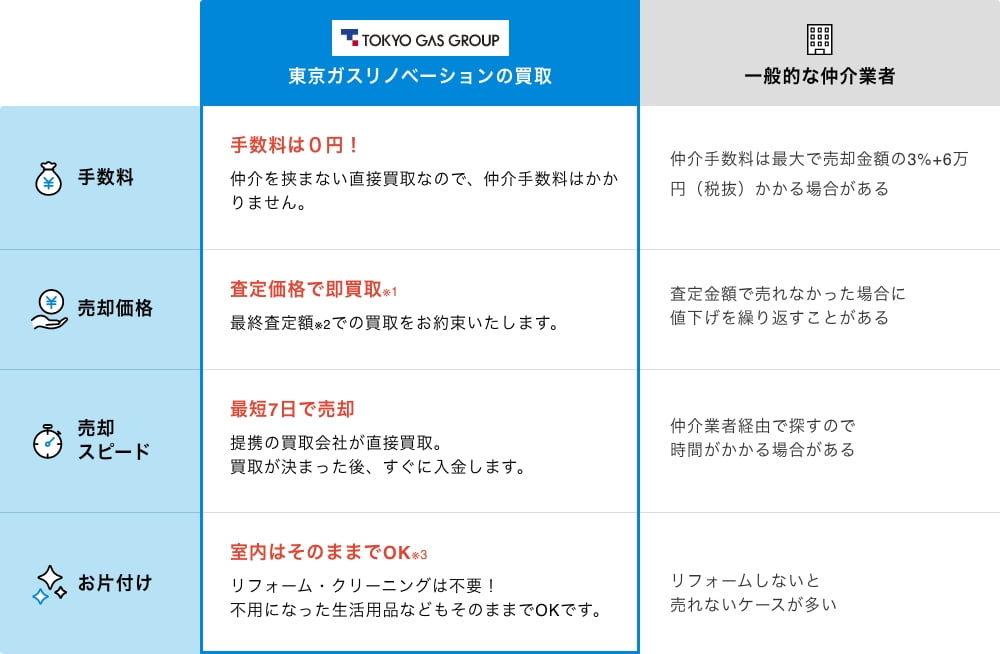 TOKYO GAS GROUP
東京ガスリノベーションの買取
一般的な仲介業者
手数料
手数料は０円！
仲介を挟まない直接買取なので、仲介手数料はかか
りません。
仲介手数料は最大で売却金額の3%+6万
円（税抜）かかる場合がある
売却価格
査定価格で即買取※1
最終査定額※2での買取をお約束いたします。
査定金額で売れなかった場合に
値下げを繰り返すことがある
売却
スピード
最短7日で売却
提携の買取会社が直接買取。
買取が決まった後、すぐに入金します。
仲介業者経由で探すので
時間がかかる場合がある
お片付け
室内はそのままでOK※3
リフォーム・クリーニングは不要！
不用になった生活用品などもそのままでOKです。
リフォームしないと
売れないケースが多い